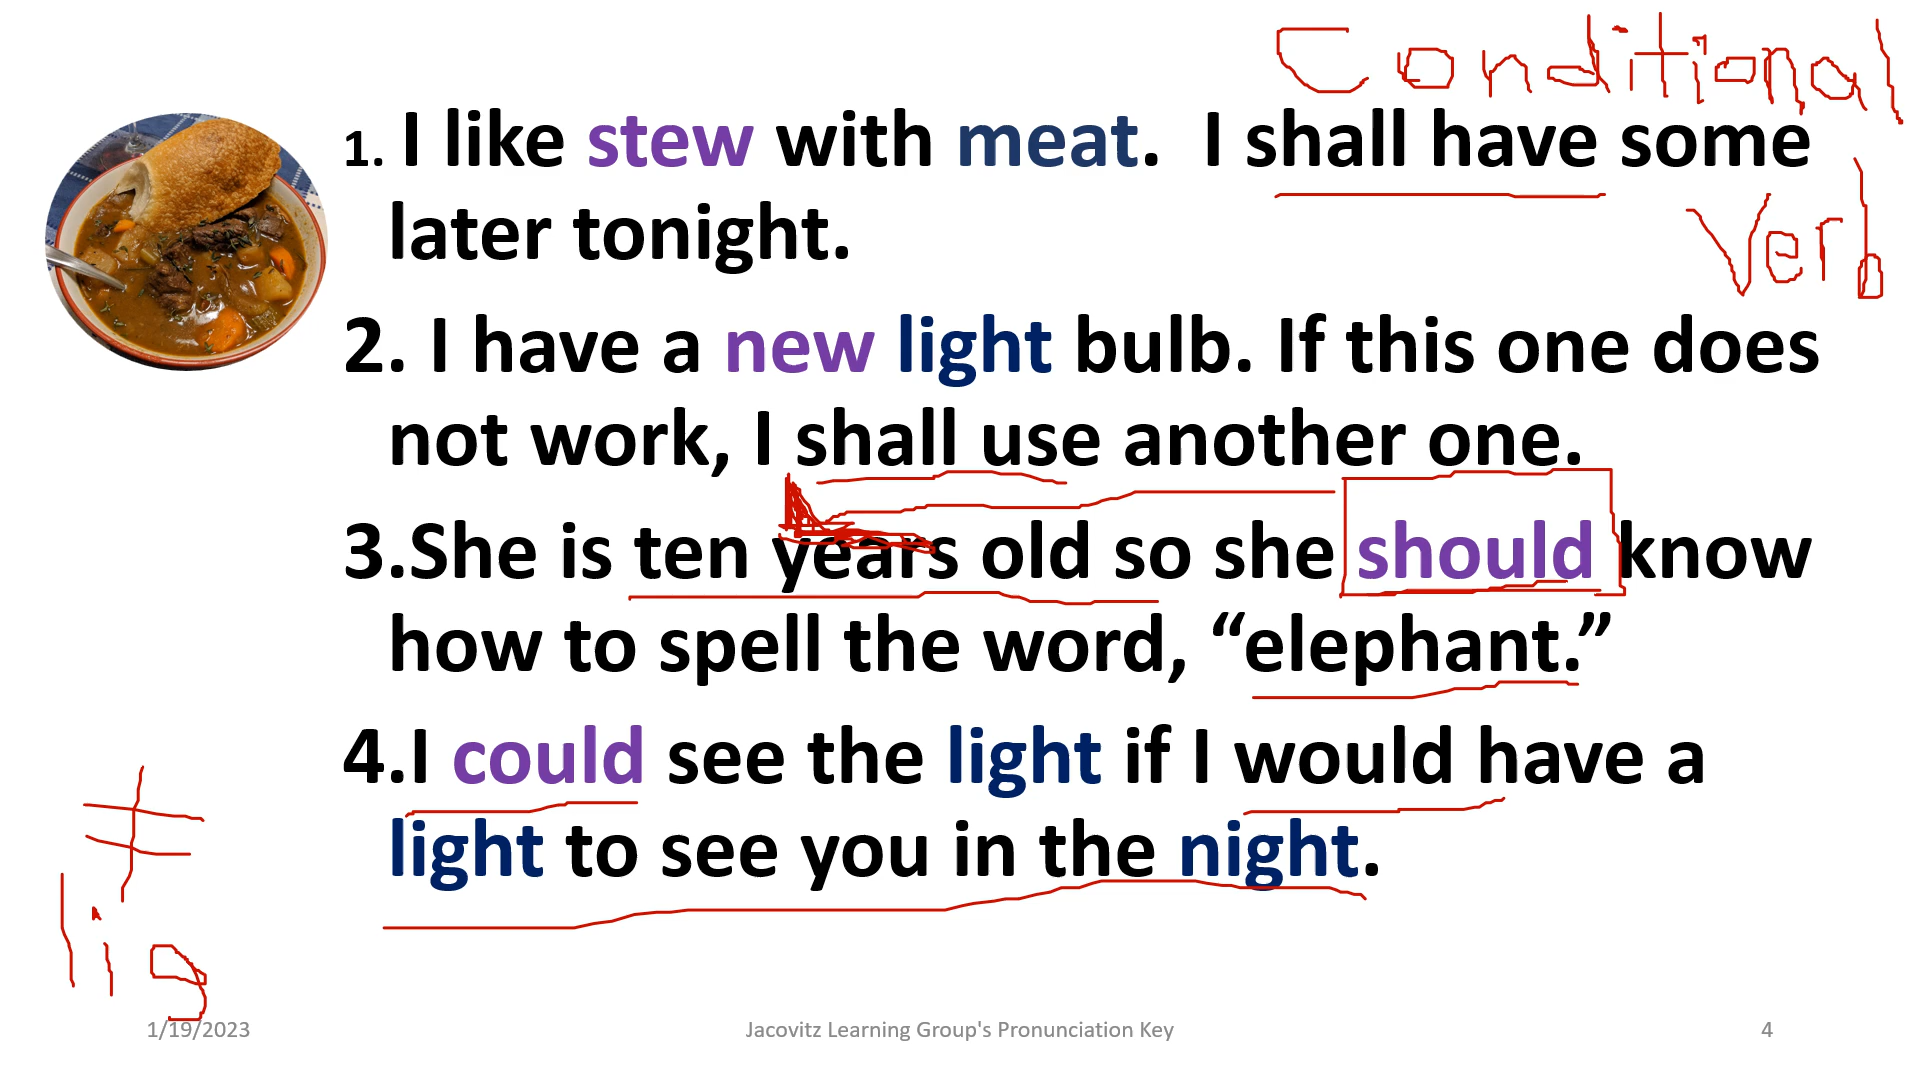 Conditional
1. I like stew with meat.  I shall have some
later tonight.
Verb
2. I have a new light bulb. If this one does
not work, I shall use another one.
3.She is ten years old so she should know
how to spell the word, “elephant.”
4.I could see the light if I would have a
light to see you in the night.
lig
1/19/2023
Jacovitz Learning Group's Pronunciation Key
4